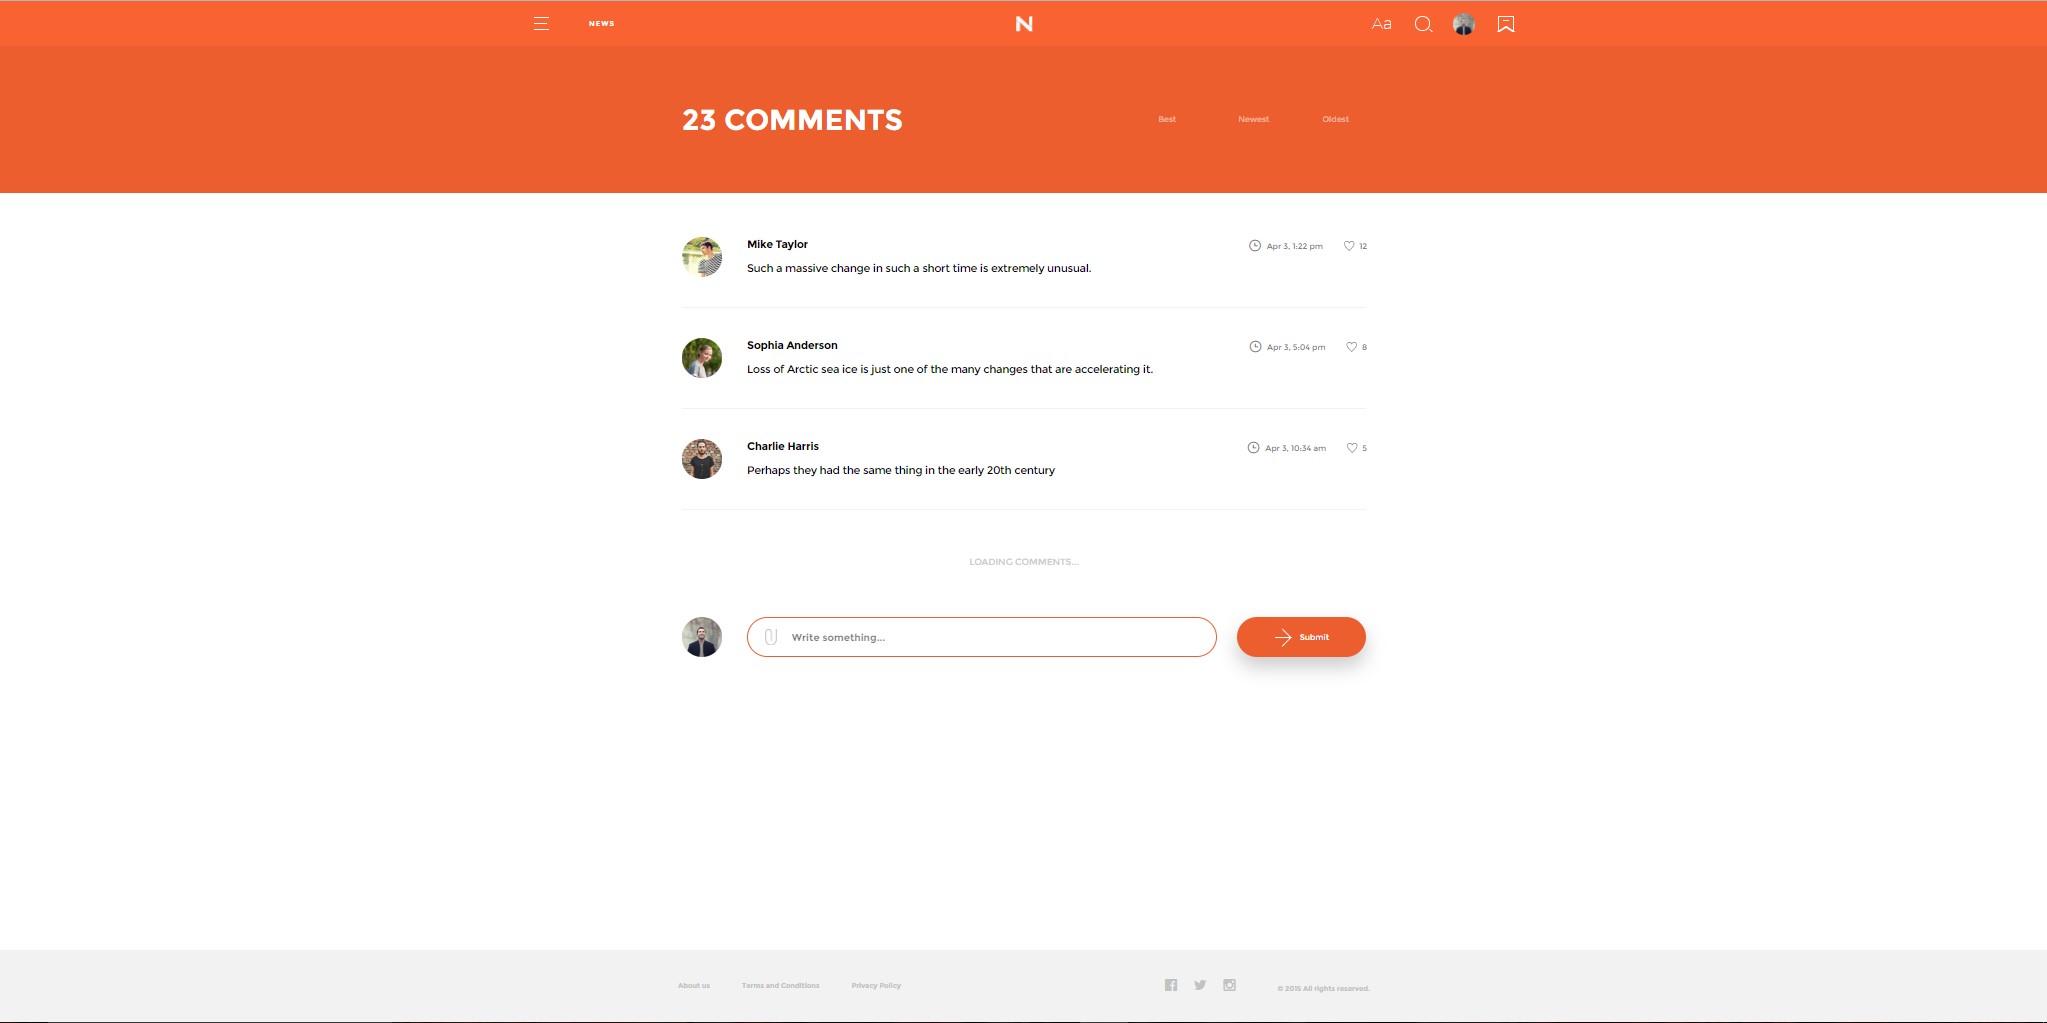 NEWS
N
Aa
23 COMMENTS
Best
Newest
Oldest
Mike Taylor
Apr 3, 1:22 pm
12
Such a massive change in such a short time is extremely unusual.
Sophia Anderson
Apr 3, 5:04 pm
8
Loss of Arctic sea ice is just one of the many changes that are accelerating it.
Charlie Harris
Apr 3, 10:34 am
5
Perhaps they had the same thing in the early 20th century
LOADING COMMENTS...
Write something...
Submit
About us
Terms and Conditions
Privacy Policy
© 2015 All rights reserved.